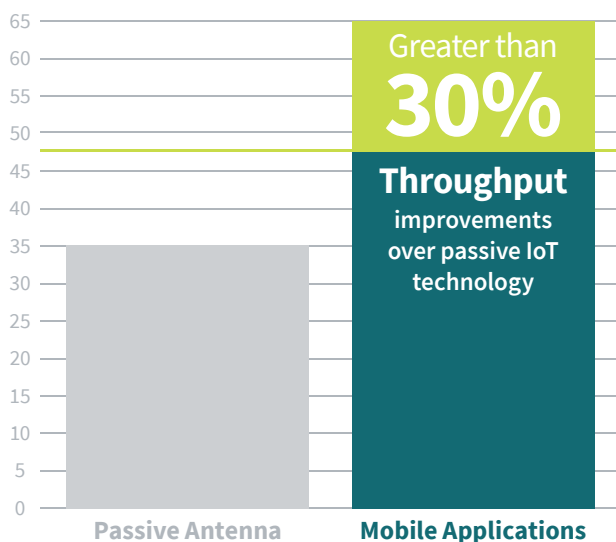 65
60
55
50
45
40
35
30
25
20
15
10
5
0
Greater than
30%
Throughput
improvements
over passive IoT
technology
Passive Antenna
Mobile Applications